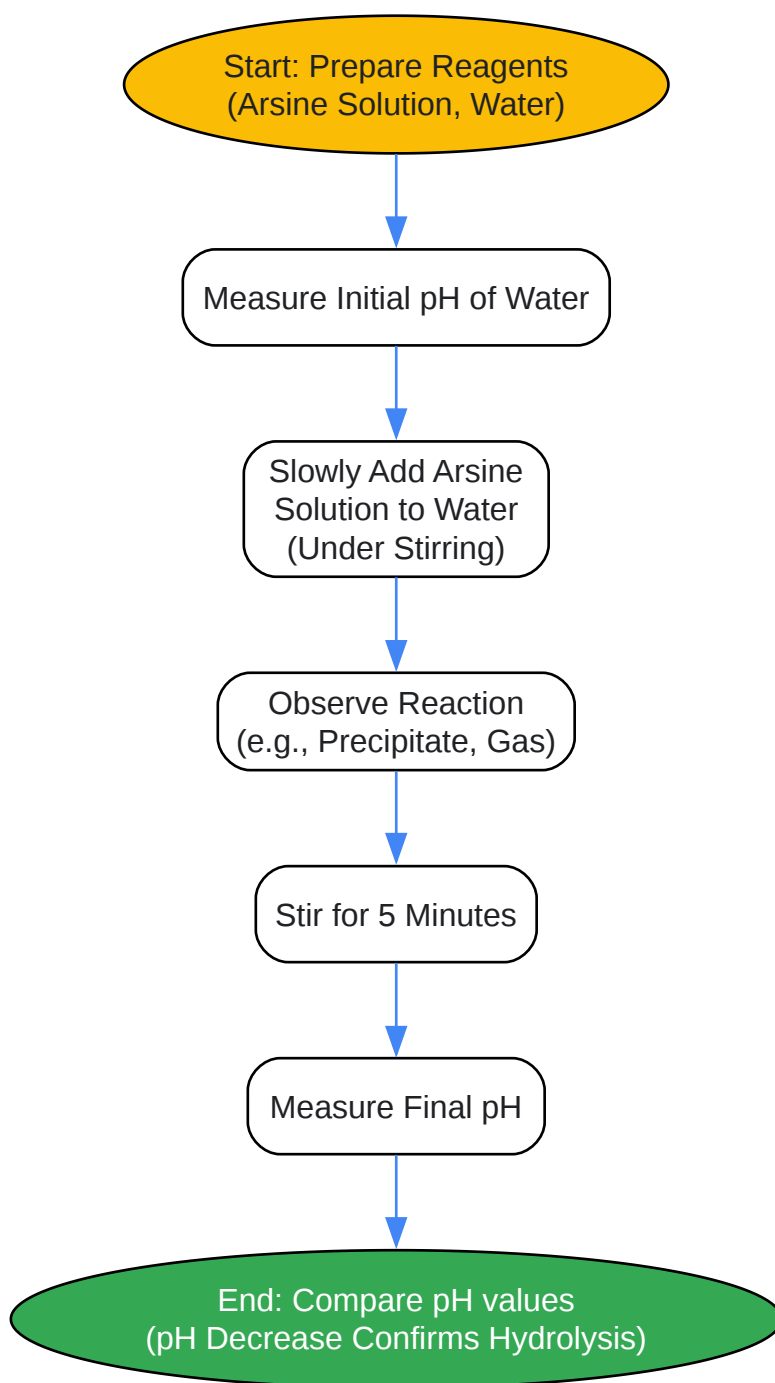 Start: Prepare Reagents
(Arsine Solution, Water)
Measure Initial pH of Water
Slowly Add Arsine
Solution to Water
(Under Stirring)
Observe Reaction
(e.g., Precipitate, Gas)
Stir for 5 Minutes
Measure Final pH
End: Compare pH values
(pH Decrease Confirms Hydrolysis)